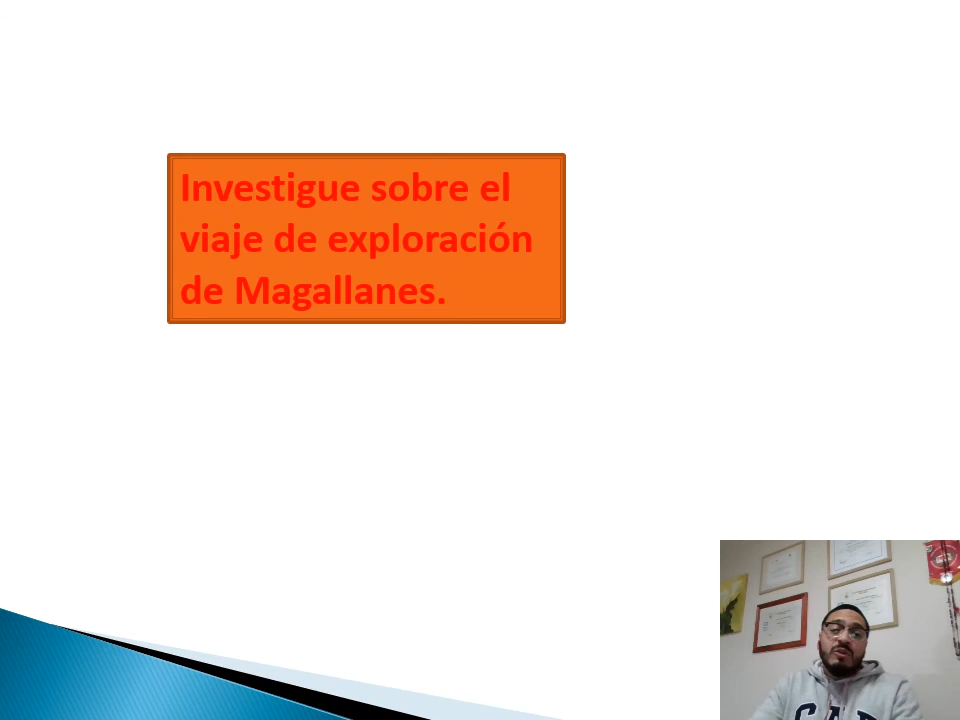 Investigue sobre el
viaje de exploración
de Magallanes.